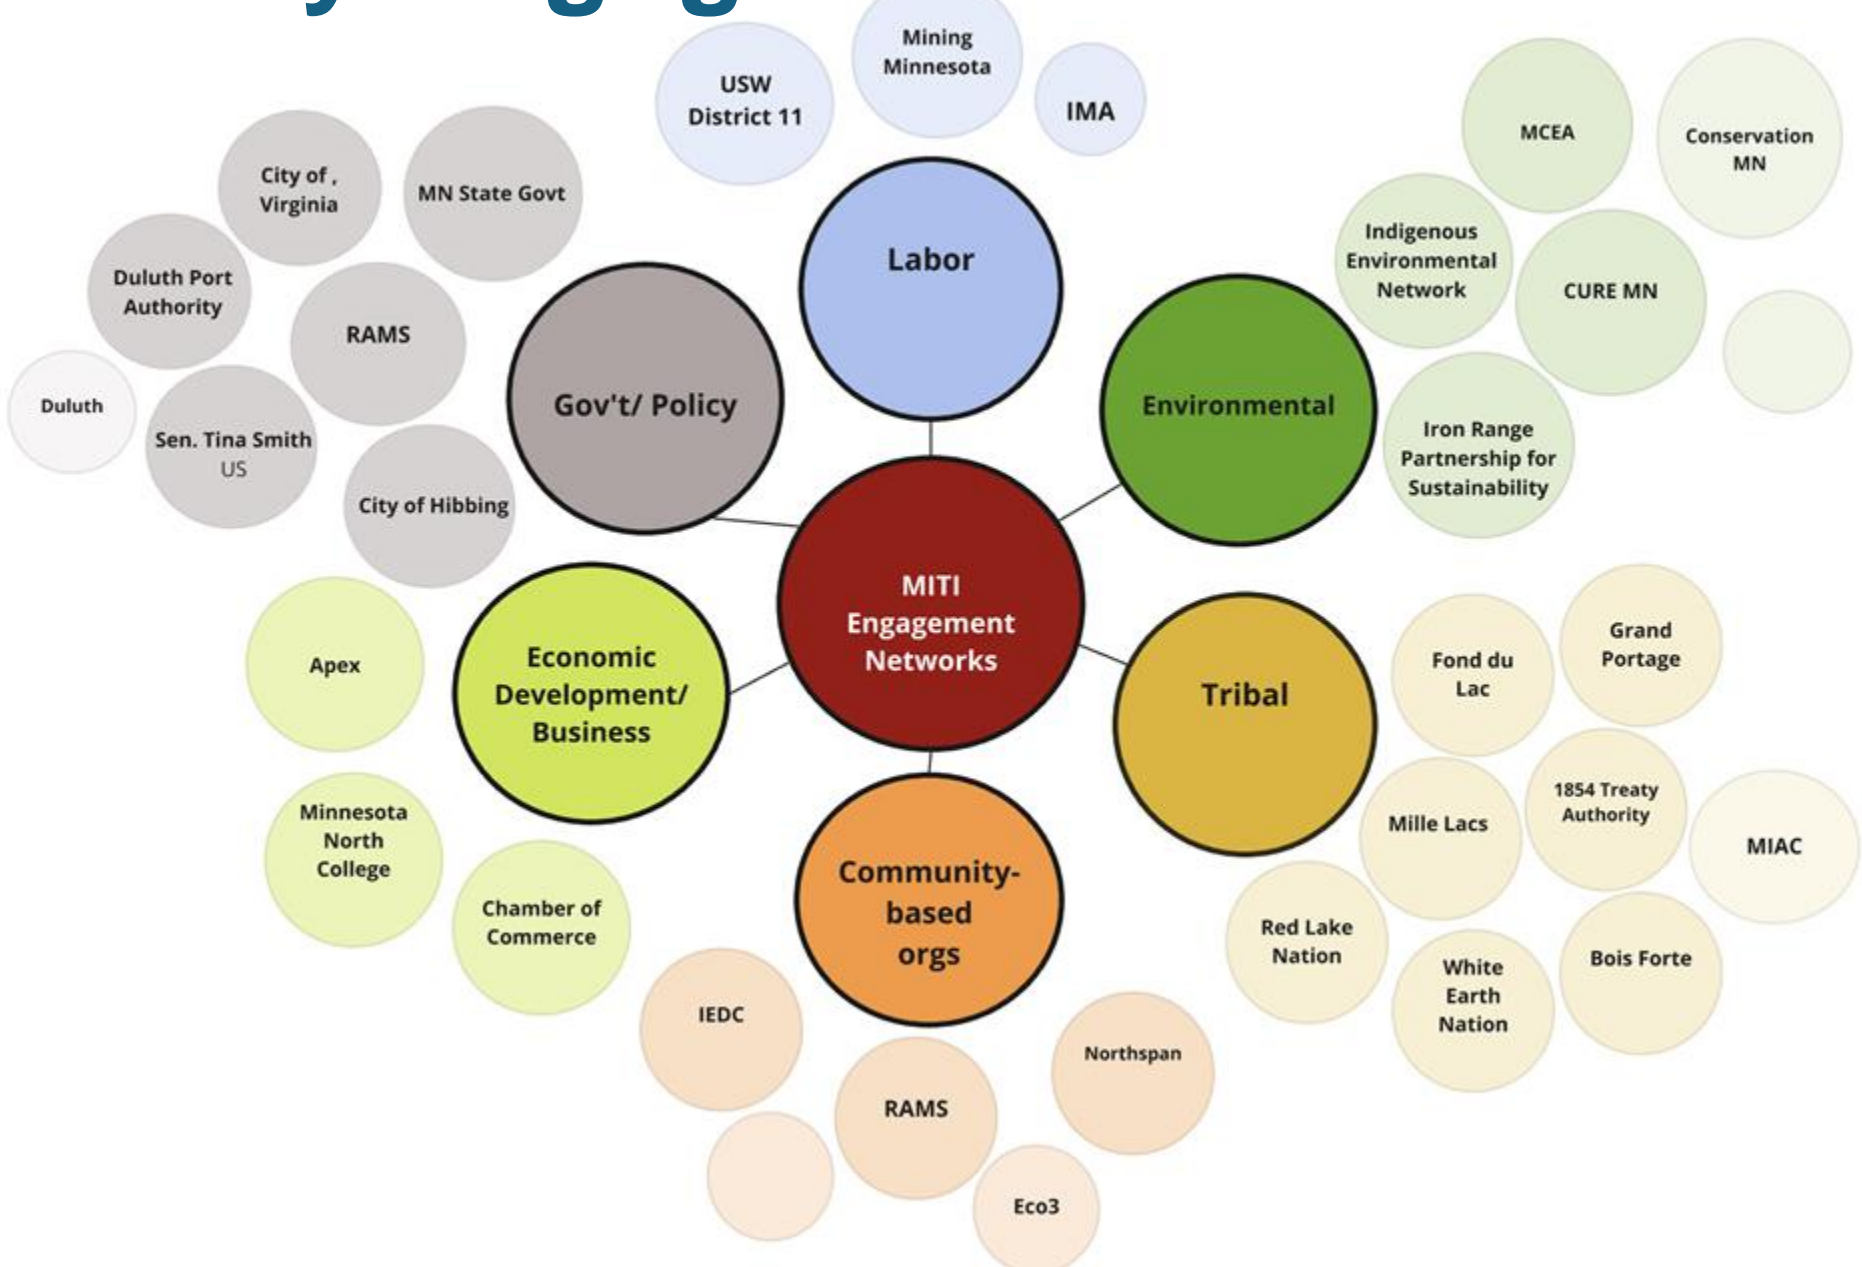 USW
District 11
Mining
Minnesota
IMA
Labor
City of ,
Virginia
MN State Govt
Duluth Port
Authority
RAMS
Duluth
Sen. Tina Smith
US
City of Hibbing
Gov't/ Policy
MCEA
Conservation
MN
Indigenous
Environmental
Network
CURE MN
Iron Range
Partnership for
Sustainability
Environmental
MITI
Engagement
Networks
Apex
Economic
Development/
Business
Minnesota
North
College
Chamber of
Commerce
Tribal
Fond du
Lac
Grand
Portage
Mille Lacs
1854 Treaty
Authority
MIAC
Red Lake
Nation
White
Earth
Nation
Bois Forte
Community-
based
orgs
IEDC
RAMS
Northspan
Eco3